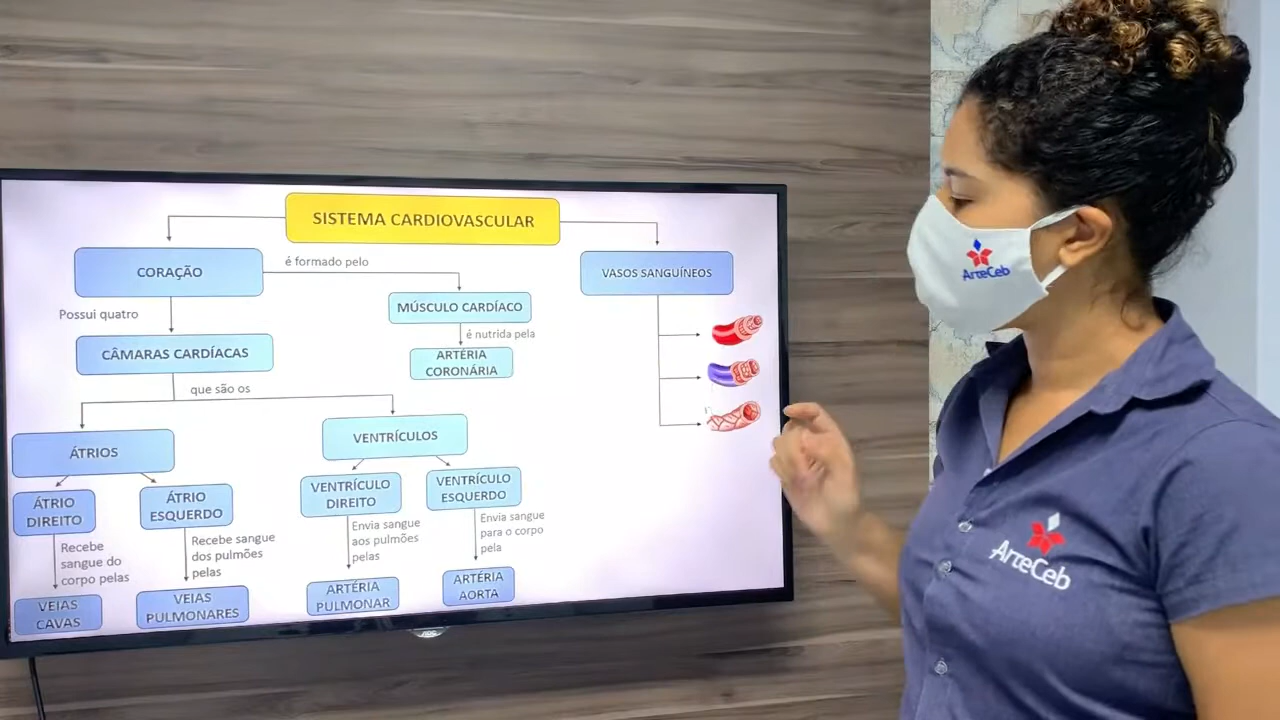 SISTEMA CARDIOVASCULAR
CORAÇÃO
é formado pelo
VASOS SANGUÍNEOS
Possui quatro
MÚSCULO CARDÍACO
é nutrida pela
CÂMARAS CARDÍACAS
ARTÉRIA
CORONÁRIA
que são os
ÁTRIOS
VENTRÍCULOS
ÁTRIO
DIREITO
ÁTRIO
ESQUERDO
VENTRÍCULO
DIREITO
VENTRÍCULO
ESQUERDO
Recebe
sangue do
corpo pelas
Recebe sangue
dos pulmões
pelas
Envia sangue
aos pulmões
pelas
Envia sangue
para o corpo
pela
VEIAS
CAVAS
VEIAS
PULMONARES
ARTÉRIA
PULMONAR
ARTÉRIA
AORTA
ArteCeb
ArteCeb